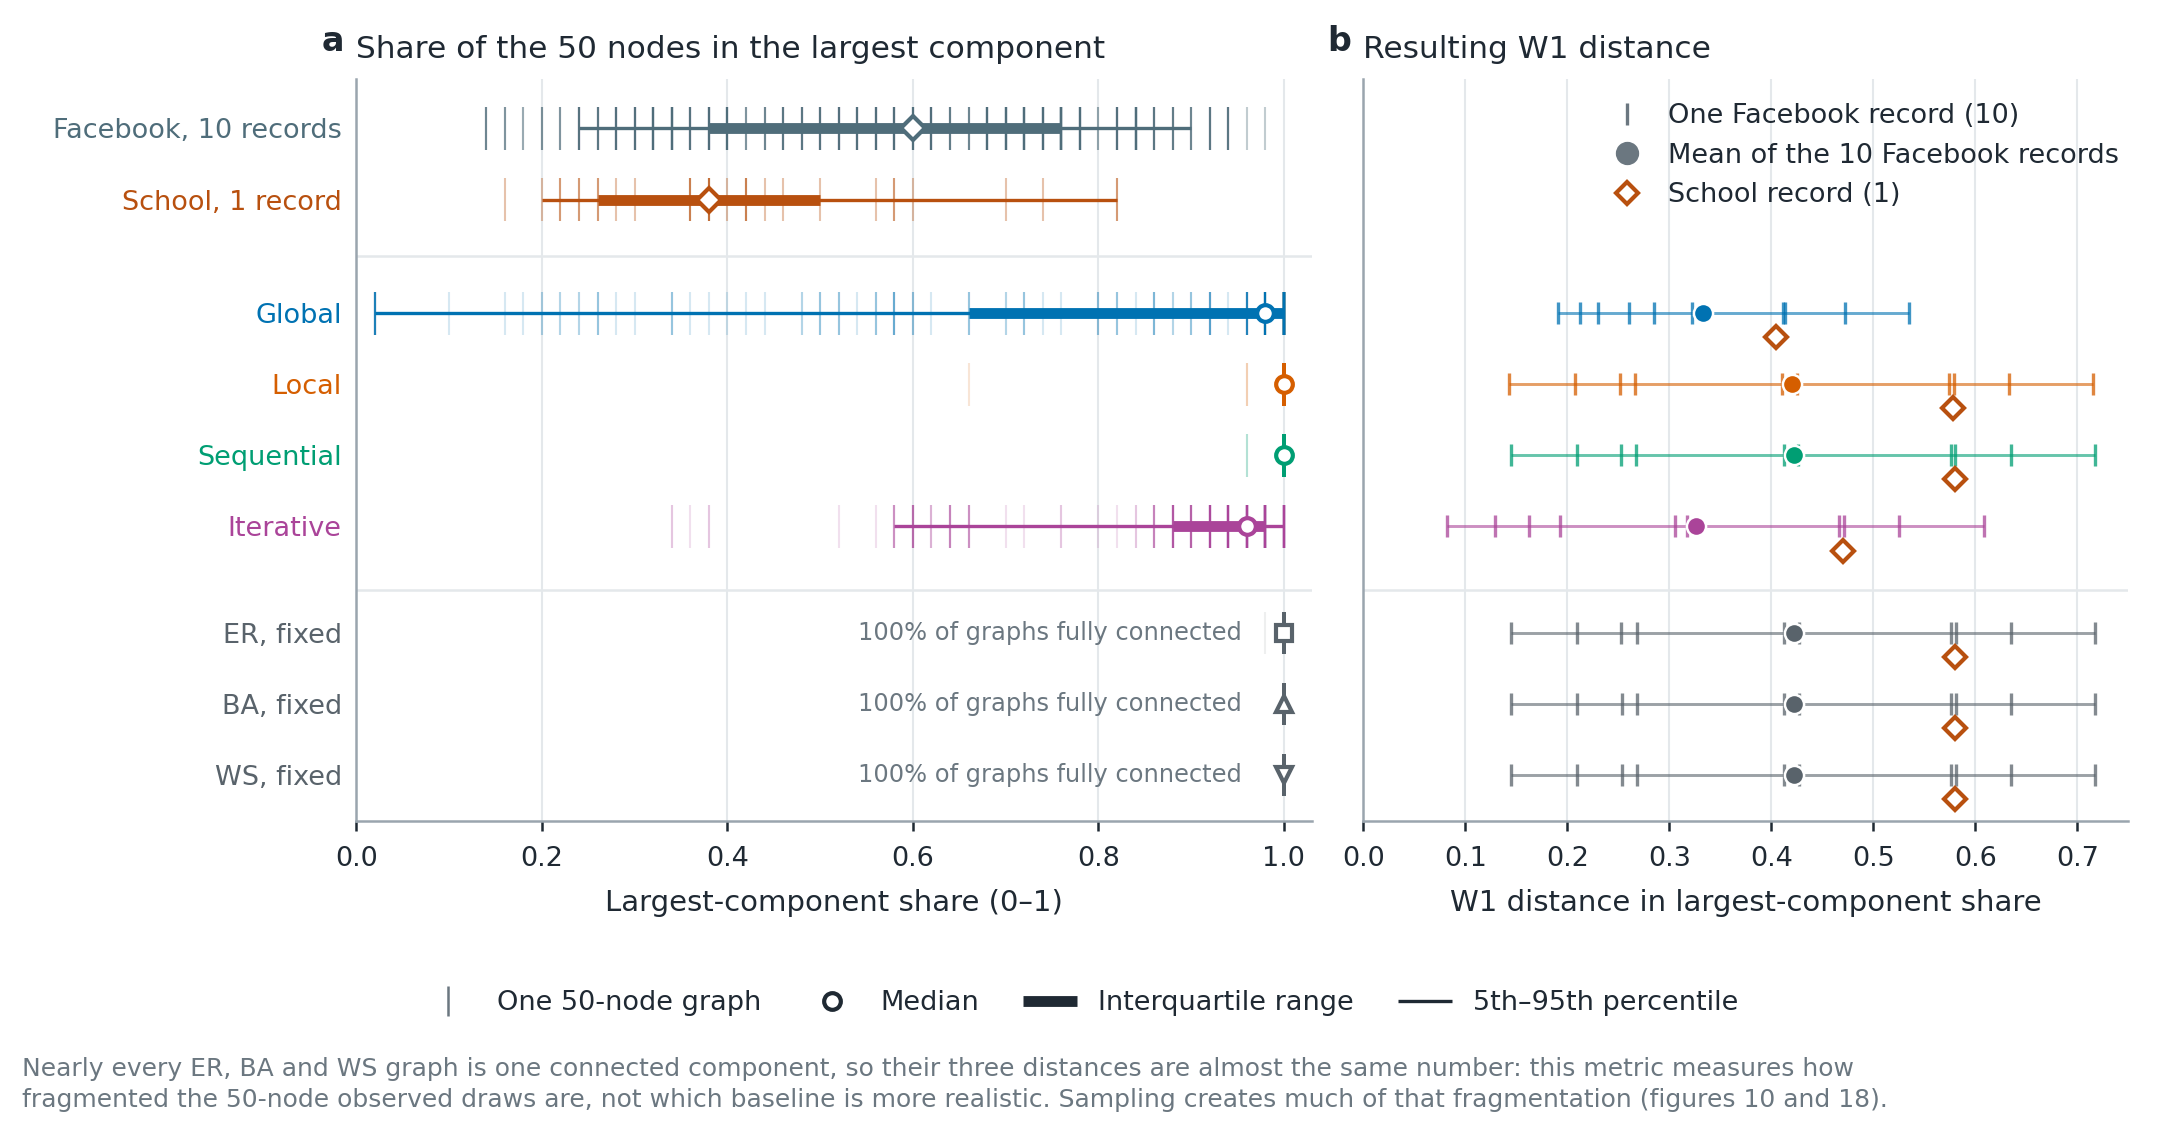 a Share of the 50 nodes in the largest component
b Resulting W1 distance
Facebook, 10 records
School, 1 record
Global
Local
Sequential
Iterative
ER, fixed
BA, fixed
WS, fixed
100% of graphs fully connected
100% of graphs fully connected
100% of graphs fully connected
0.0 0.2 0.4 0.6 0.8 1.0
Largest-component share (0–1)
One Facebook record (10)
Mean of the 10 Facebook records
School record (1)
0.0 0.1 0.2 0.3 0.4 0.5 0.6 0.7
W1 distance in largest-component share
One 50-node graph Median Interquartile range 5th–95th percentile
Nearly every ER, BA and WS graph is one connected component, so their three distances are almost the same number: this metric measures how
fragmented the 50-node observed draws are, not which baseline is more realistic. Sampling creates much of that fragmentation (figures 10 and 18).